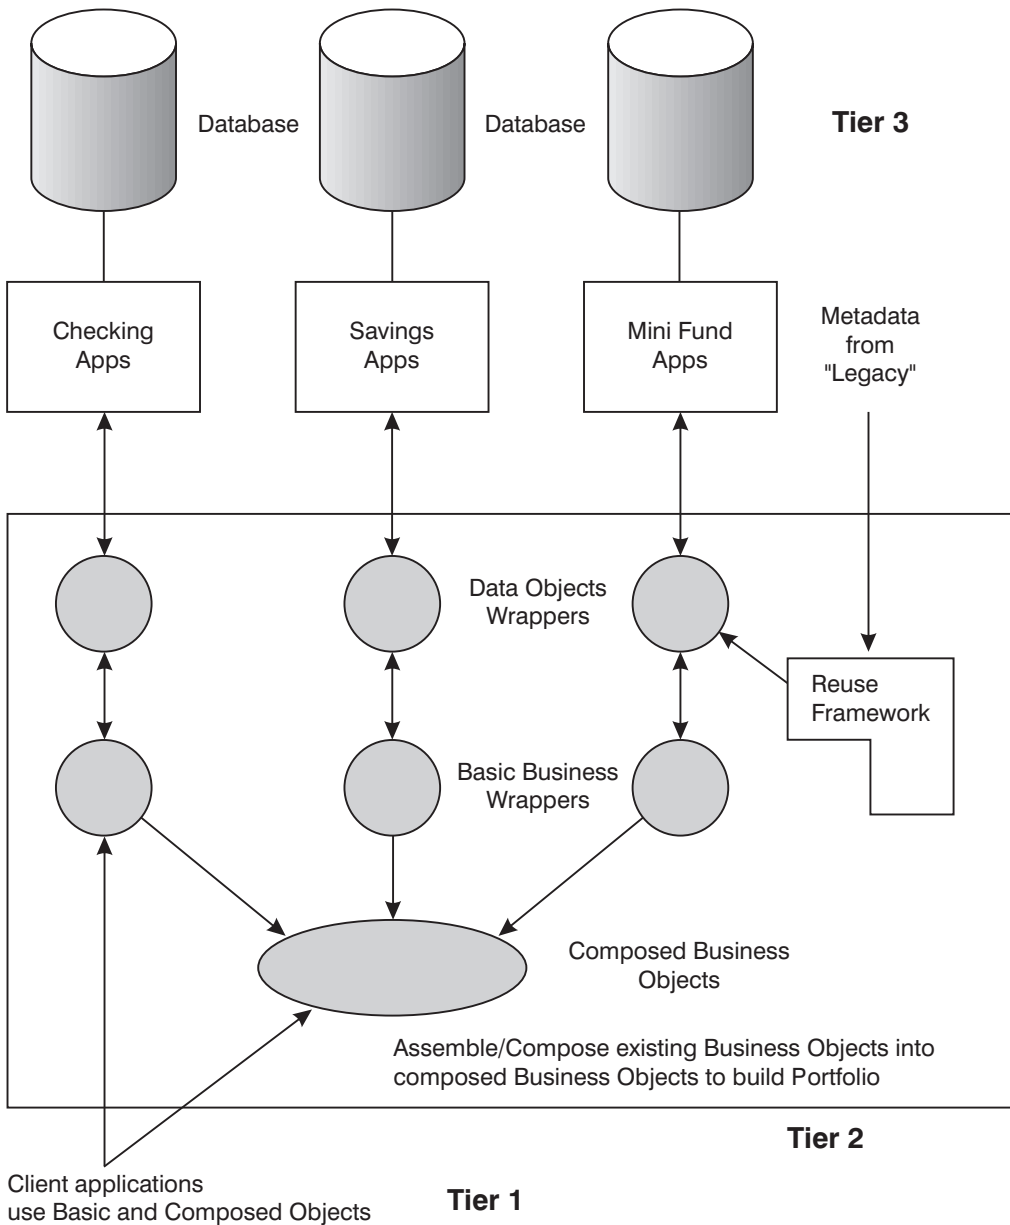 Database
Database
Tier 3
Checking
Apps
Savings
Apps
Mini Fund
Apps
Metadata
from
"Legacy"
Data Objects
Wrappers
Reuse
Framework
Basic Business
Wrappers
Composed Business
Objects
Assemble/Compose existing Business Objects into
composed Business Objects to build Portfolio
Tier 2
Client applications
use Basic and Composed Objects
Tier 1